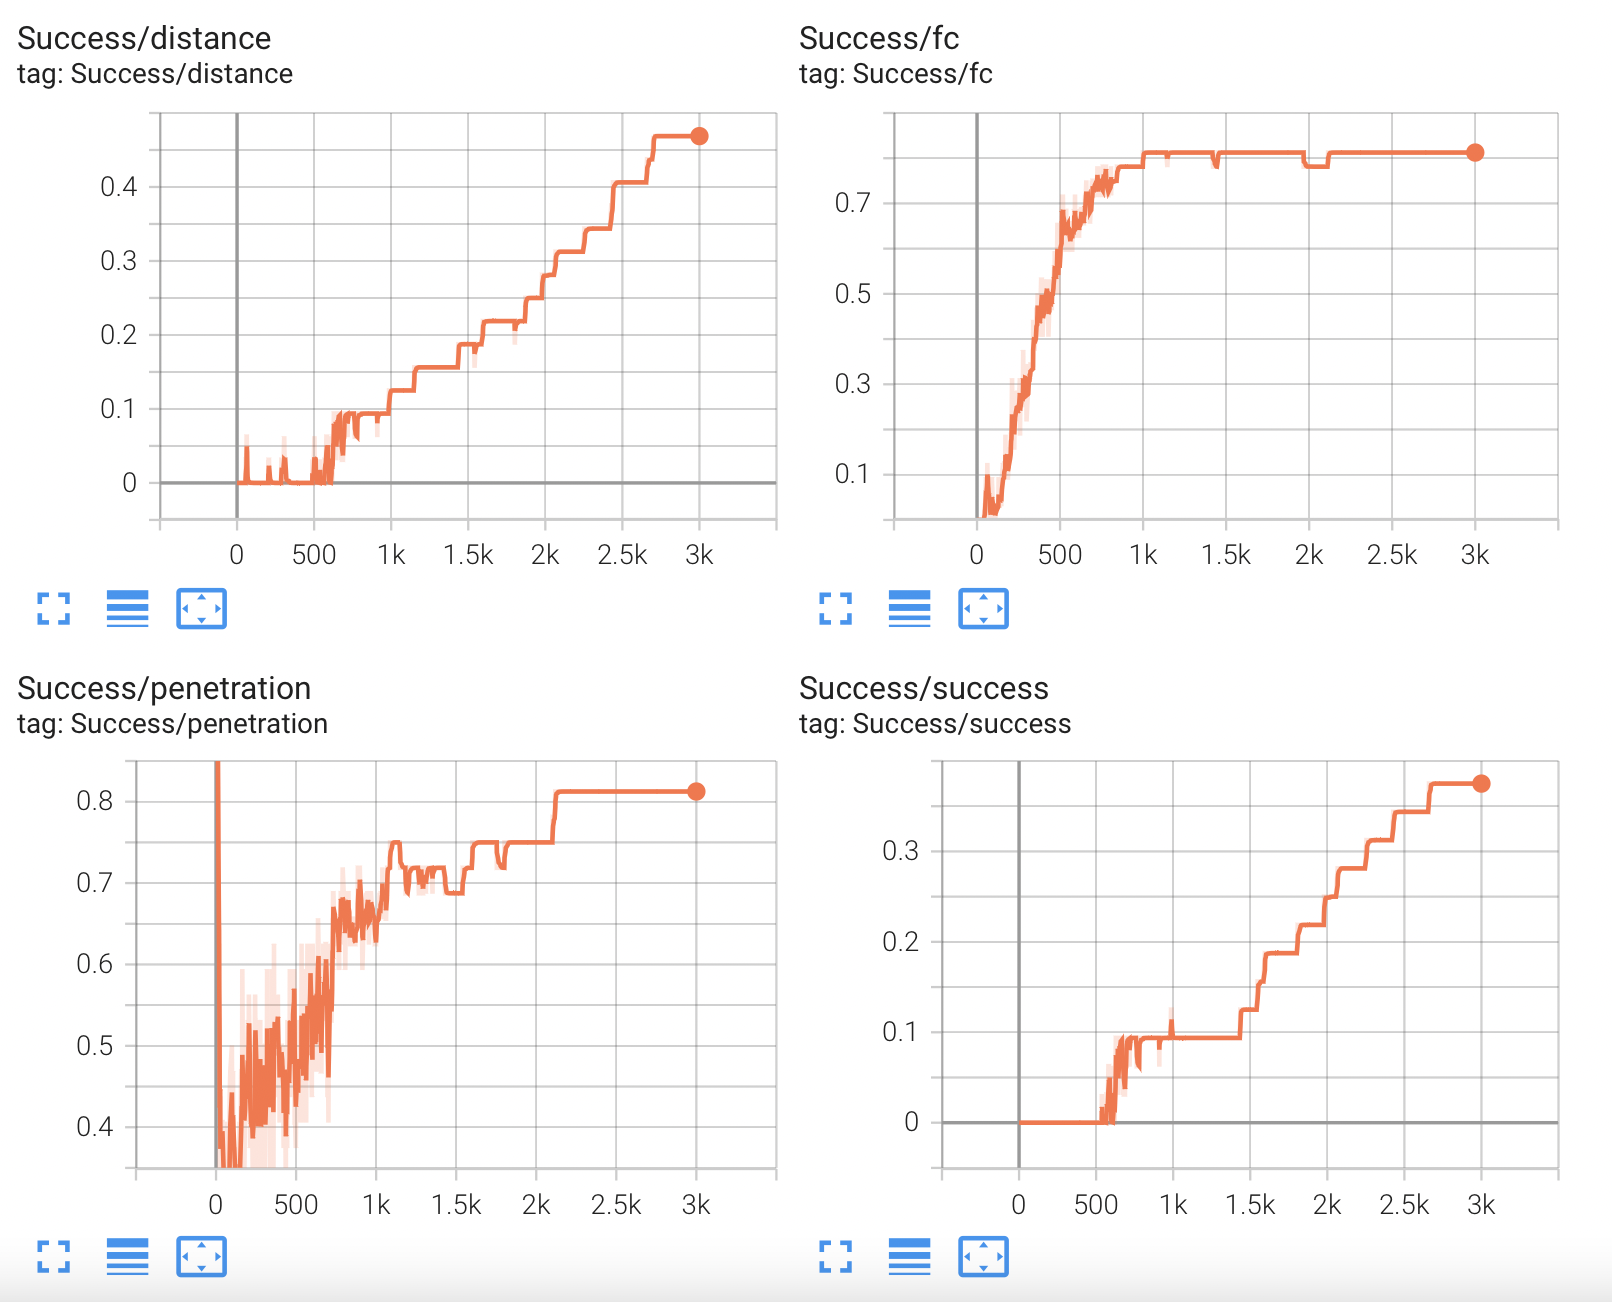 Success/distance
tag: Success/distance
0.4
0.3
0.2
0.1
0
0 500 1k 1.5k 2k 2.5k 3k
Success/fc
tag: Success/fc
0.7
0.5
0.3
0.1
0 500 1k 1.5k 2k 2.5k 3k
Success/penetration
tag: Success/penetration
0.8
0.7
0.6
0.5
0.4
0 500 1k 1.5k 2k 2.5k 3k
Success/success
tag: Success/success
0.3
0.2
0.1
0
0 500 1k 1.5k 2k 2.5k 3k